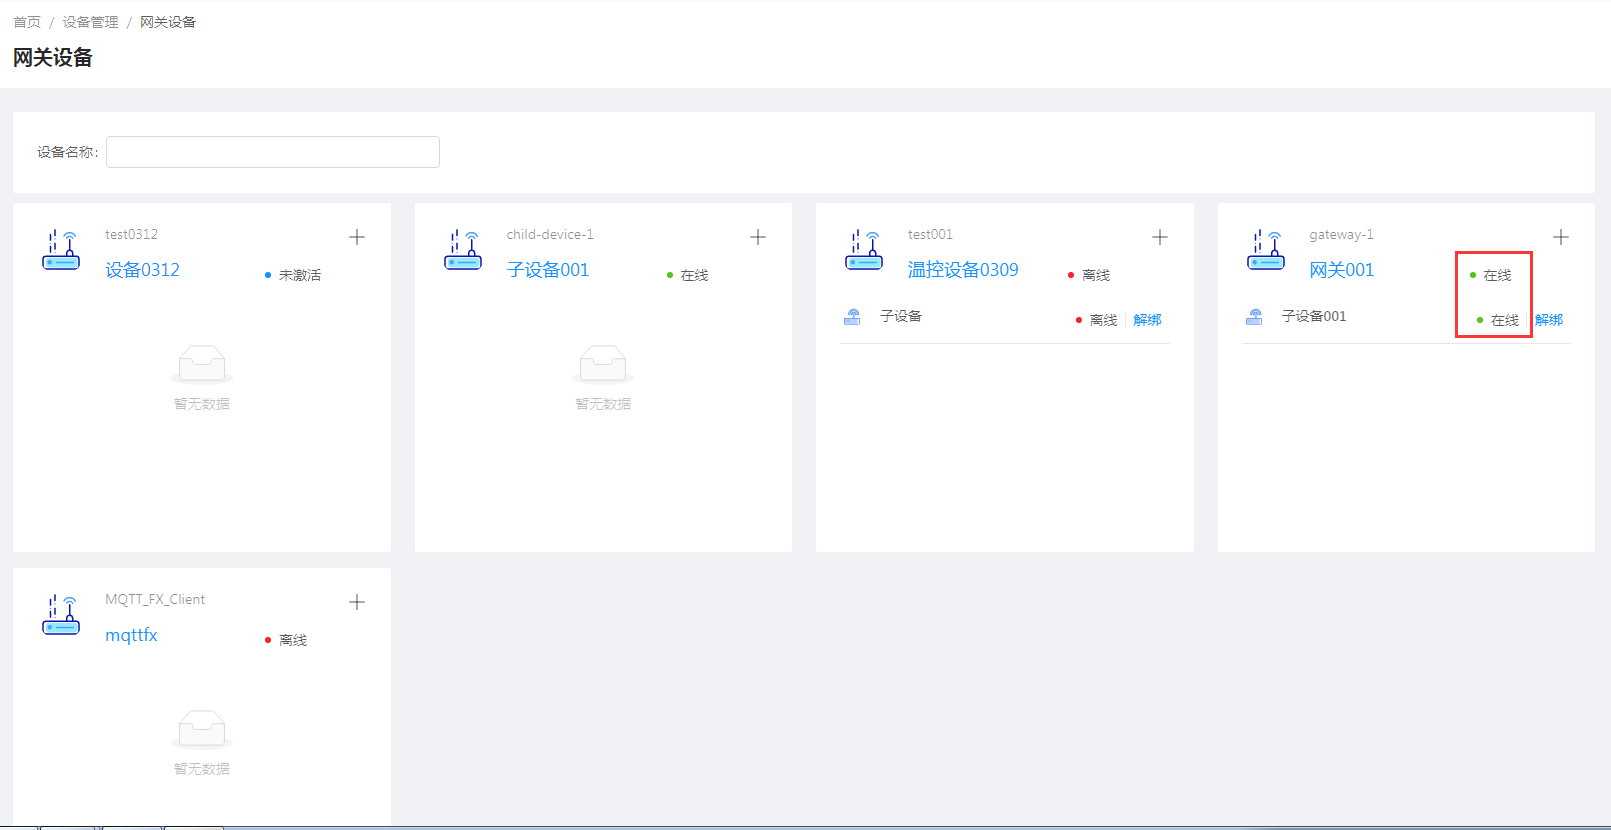 首页 / 设备管理 / 网关设备
网关设备
设备名称：
test0312
设备0312
未激活
暂无数据
child-device-1
子设备001
在线
暂无数据
test001
温控设备0309
离线
子设备
离线
解绑
gateway-1
网关001
在线
子设备001
在线
解绑
MQTT_FX_Client
mqttfx
离线
暂无数据